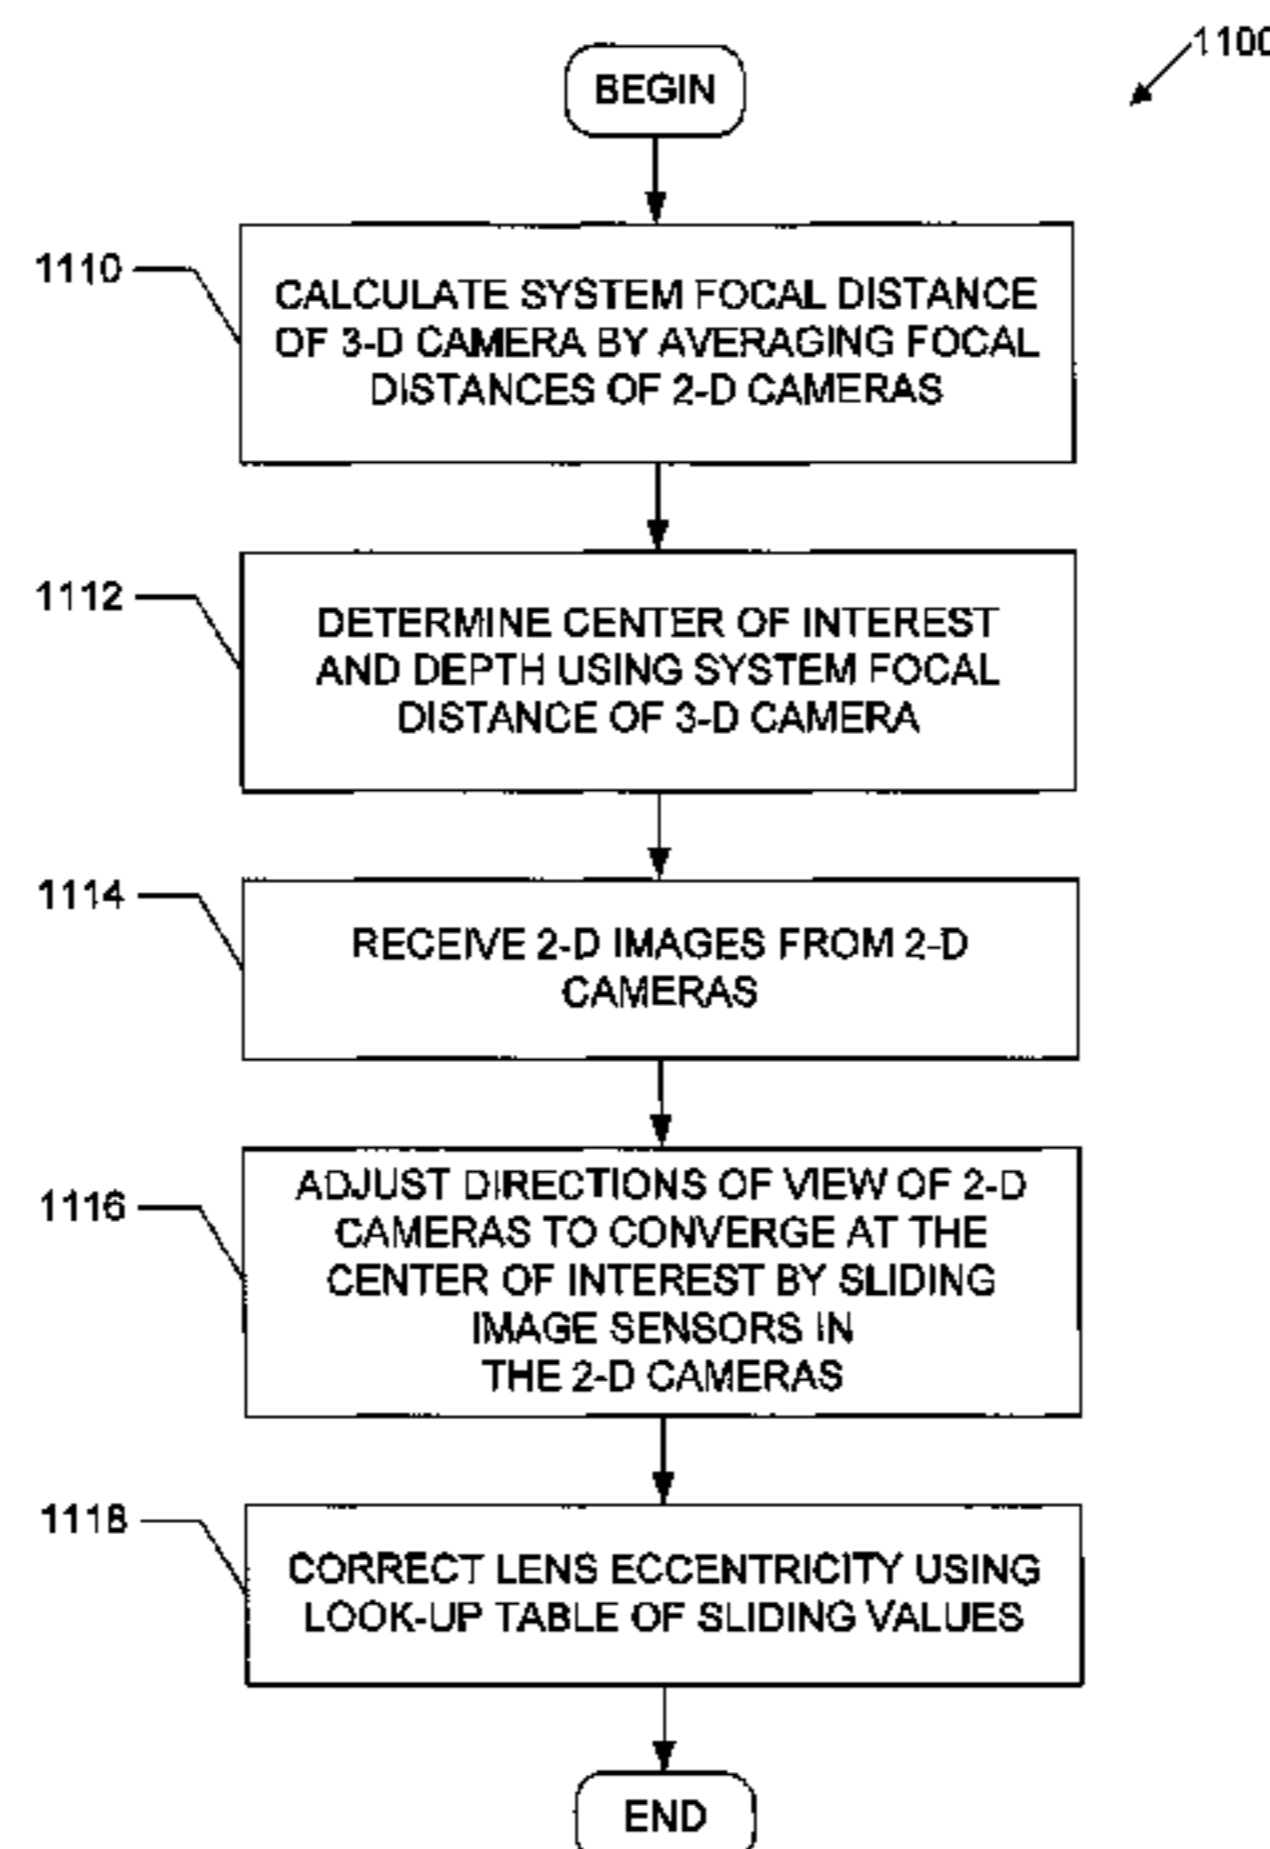 1100
BEGIN
1110
CALCULATE SYSTEM FOCAL DISTANCE
OF 3-D CAMERA BY AVERAGING FOCAL
DISTANCES OF 2-D CAMERAS
1112
DETERMINE CENTER OF INTEREST
AND DEPTH USING SYSTEM FOCAL
DISTANCE OF 3-D CAMERA
1114
RECEIVE 2-D IMAGES FROM 2-D
CAMERAS
1116
ADJUST DIRECTIONS OF VIEW OF 2-D
CAMERAS TO CONVERGE AT THE
CENTER OF INTEREST BY SLIDING
IMAGE SENSORS IN
THE 2-D CAMERAS
1118
CORRECT LENS ECCENTRICITY USING
LOOK-UP TABLE OF SLIDING VALUES
END